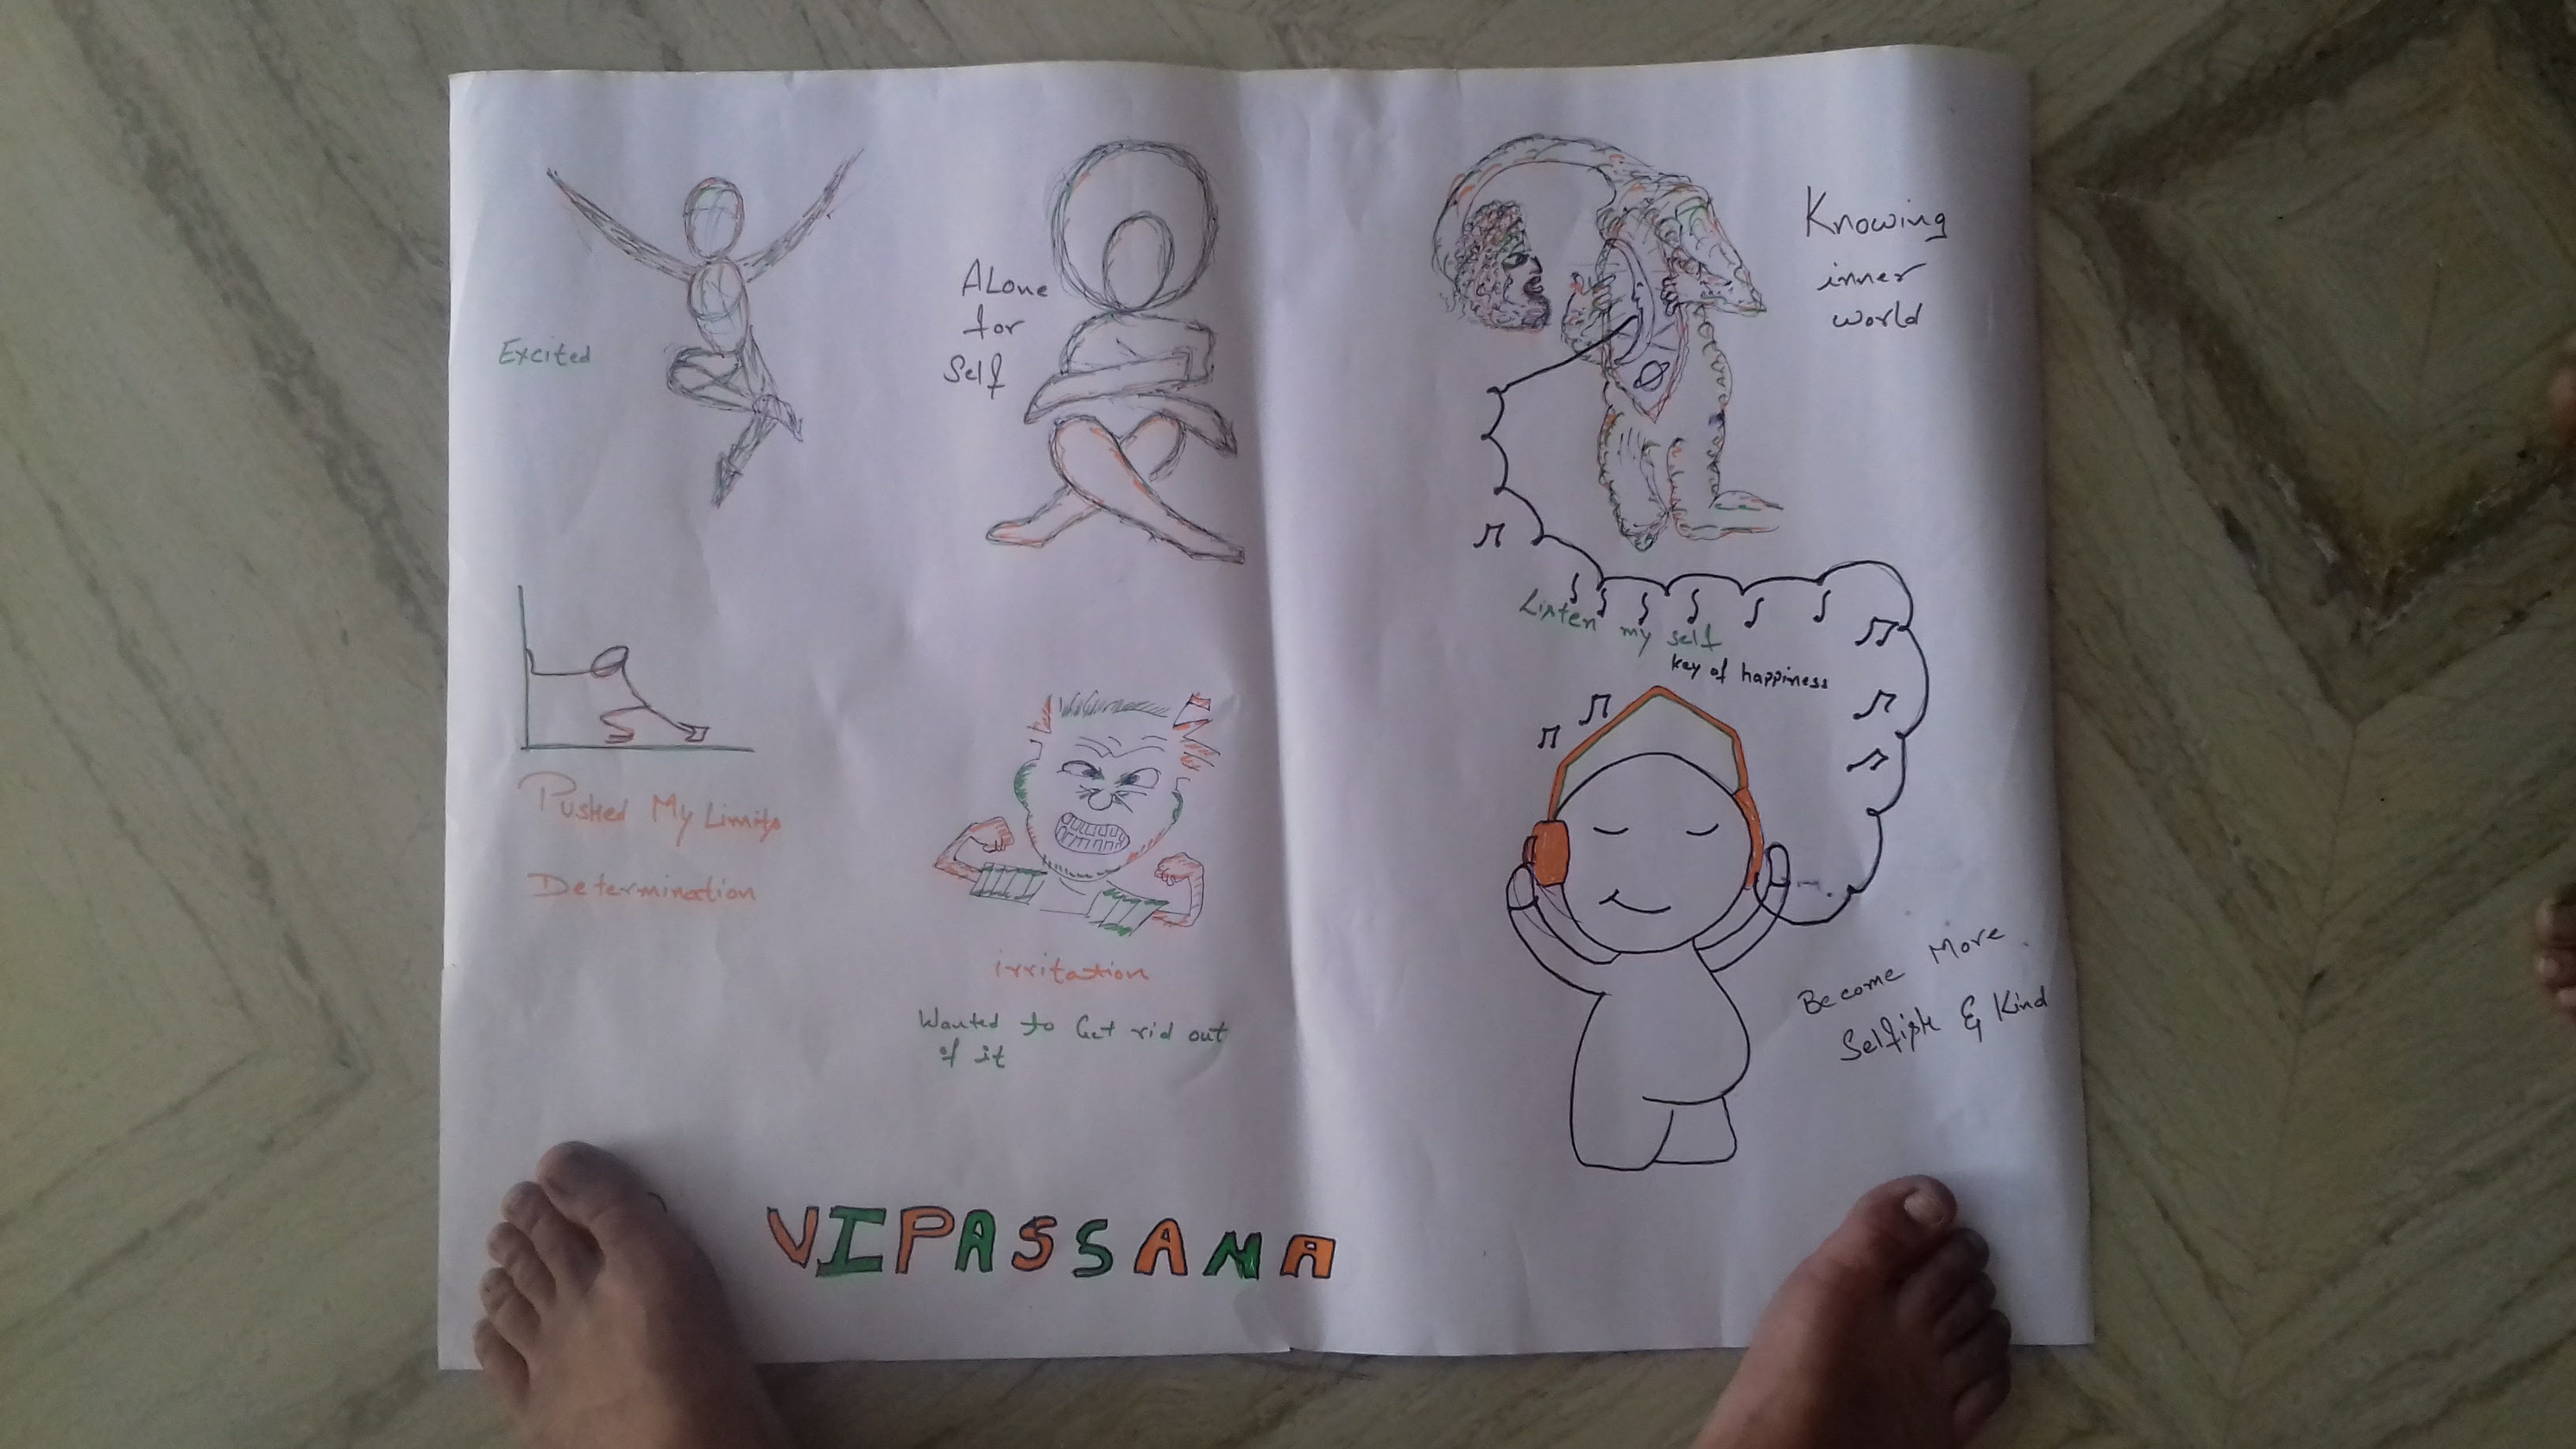 Excited
ALone
for
Self
Knowing
inner
world
Pushed My Limits
Determination
irritation
Wanted to Get rid out
of it
Listen my self
key of happiness
Become More
Selfish & Kind
VIPASSANA